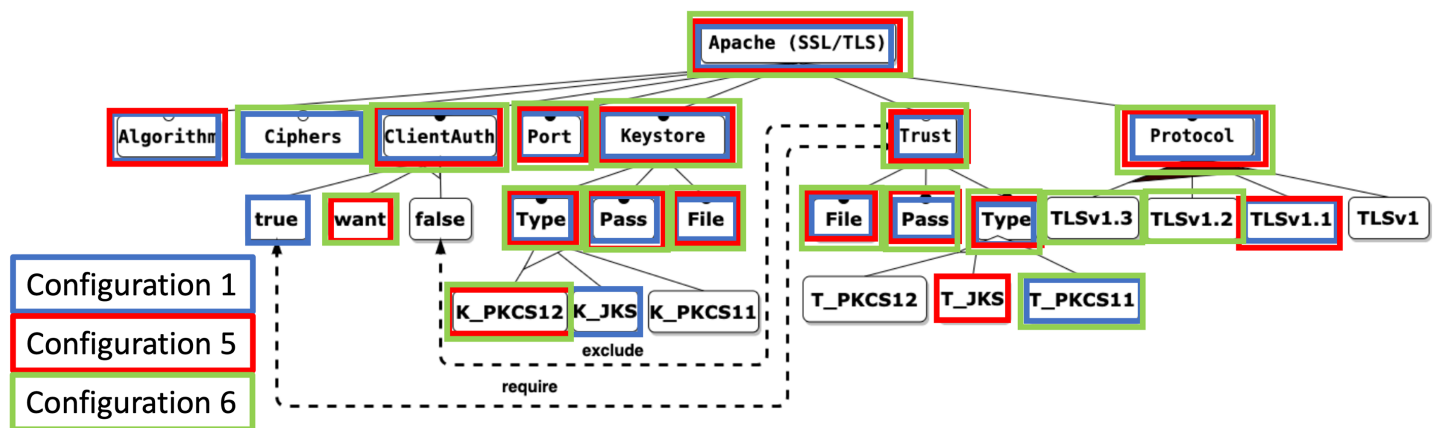 Apache (SSL/TLS)
Algorithm Ciphers ClientAuth Port Keystore Trust Protocol
true want false Type Pass File File Pass Type TLSv1.3 TLSv1.2 TLSv1.1 TLSv1
K_PKCS12 K_JKS K_PKCS11 T_PKCS12 T_JKS T_PKCS11
exclude
require
Configuration 1
Configuration 5
Configuration 6